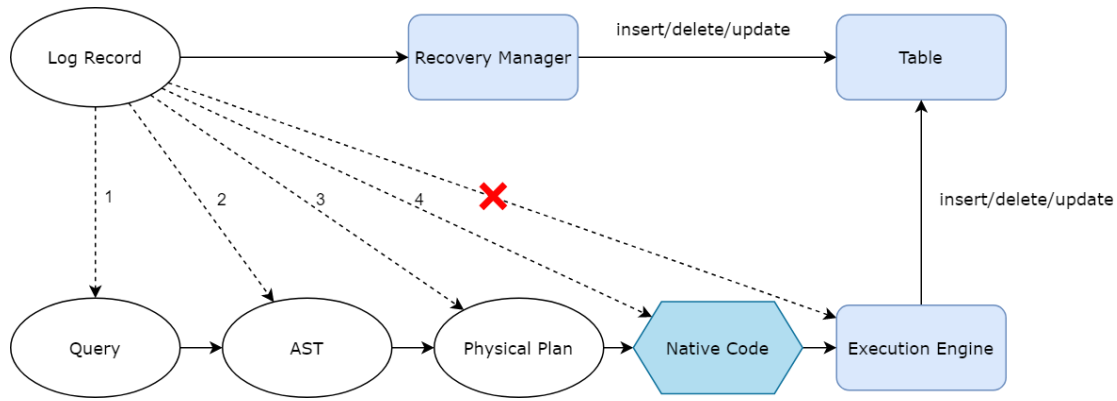 Log Record
Recovery Manager
insert/delete/update
Table
1
2
3
4
insert/delete/update
Query
AST
Physical Plan
Native Code
Execution Engine